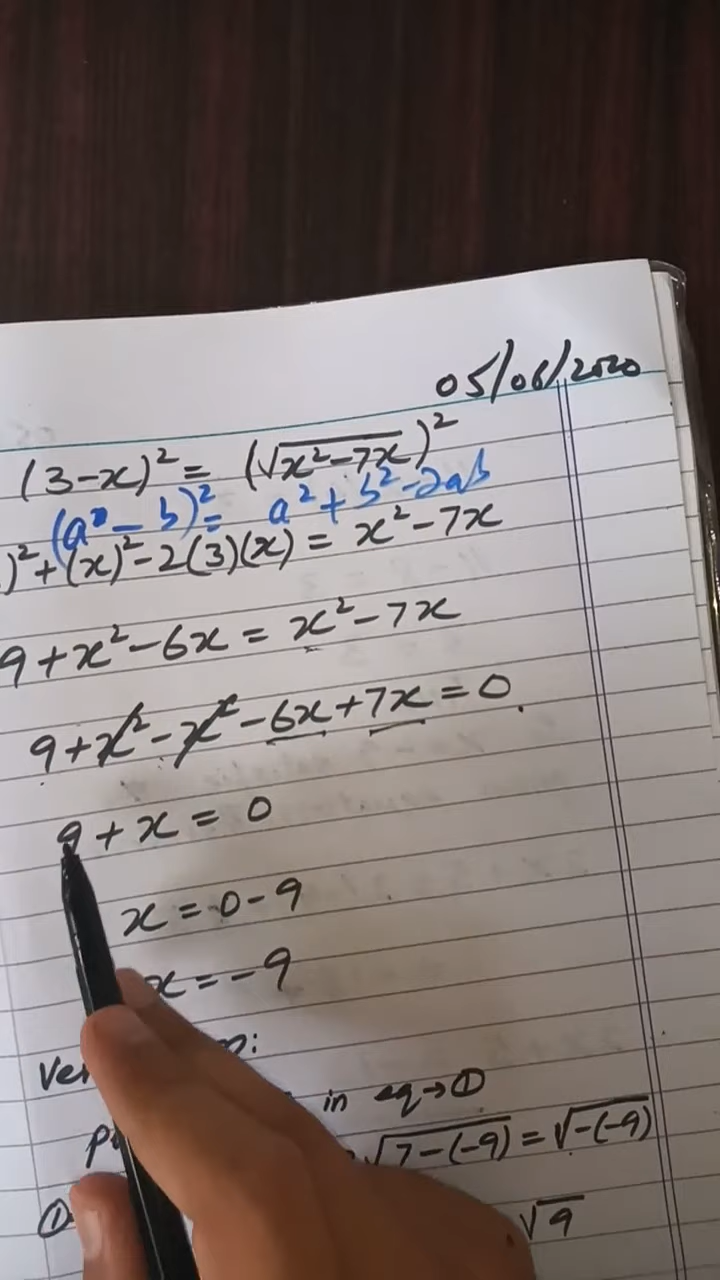 05/06/2020
(3-x)² = (√x²-7x)²
(a - b)² = a² + b² - 2ab
)² + (x)² - 2(3)(x) = x² - 7x
9 + x² - 6x = x² - 7x
9 + x² - x² - 6x + 7x = 0
9 + x = 0
x = 0 - 9
x = -9
in eq → ①
√7-(-9) = √-(-9)
① √9